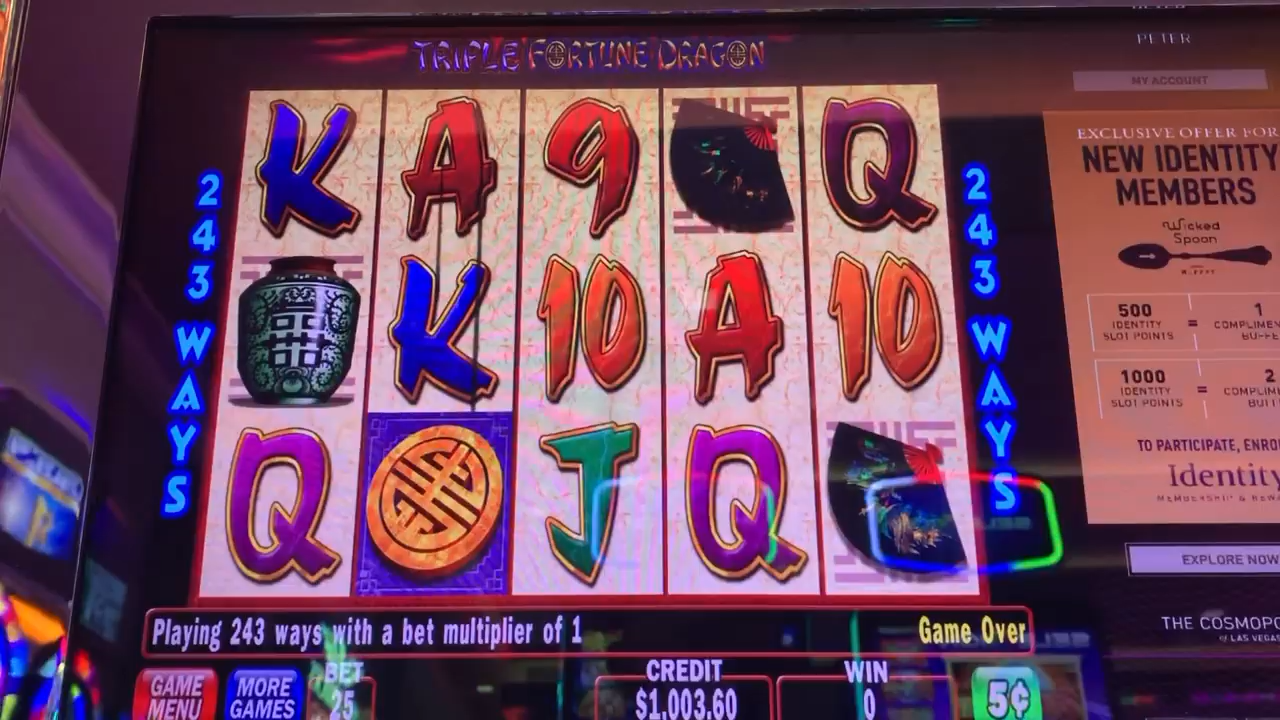 PETER
MY ACCOUNT
TRIPLE FORTUNE DRAGON
EXCLUSIVE OFFER FOR
NEW IDENTITY
MEMBERS
Wicked
Spoon
500
IDENTITY
SLOT POINTS
=
1
1000
IDENTITY
SLOT POINTS
=
2
TO PARTICIPATE,
Identity
EXPLORE NOW
THE COSMOPO
OF LAS VEGAS
243 WAYS
243 WAYS
K A 9 Q
K 10 A 10
Q J Q
Playing 243 ways with a bet multiplier of 1
Game Over
GAME
MENU
MORE
GAMES
BET
25
CREDIT
$1,003.60
WIN
0
5¢